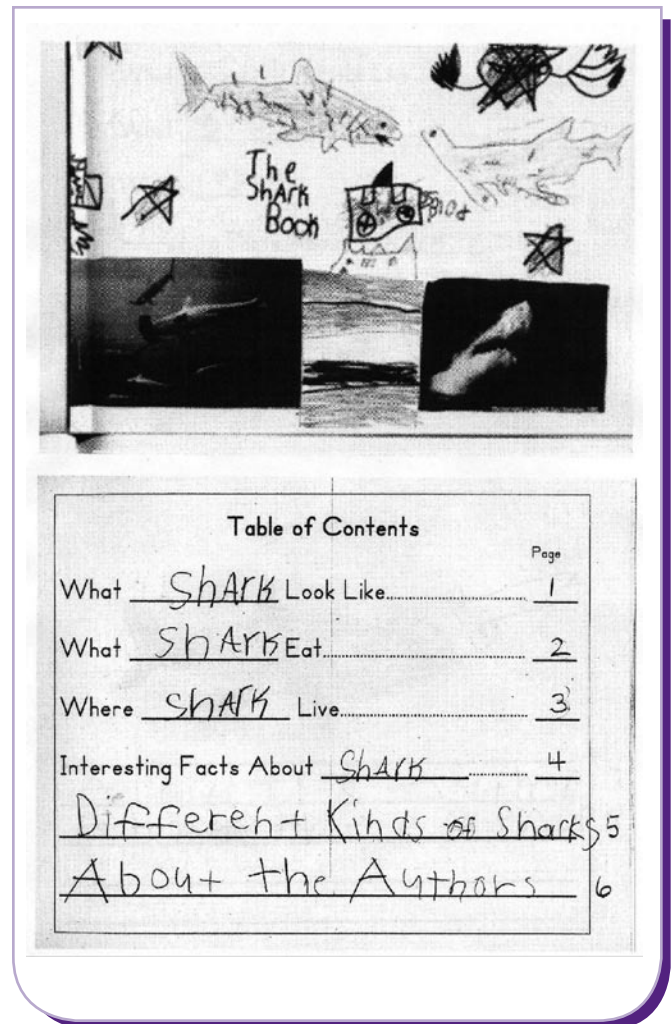 The
ShArk
Book
Table of Contents
Page
What ShArk Look Like 1
What ShArk Eat 2
Where ShArk Live 3
Interesting Facts About ShArk 4
Different Kinds of Sharks 5
About the Authors 6